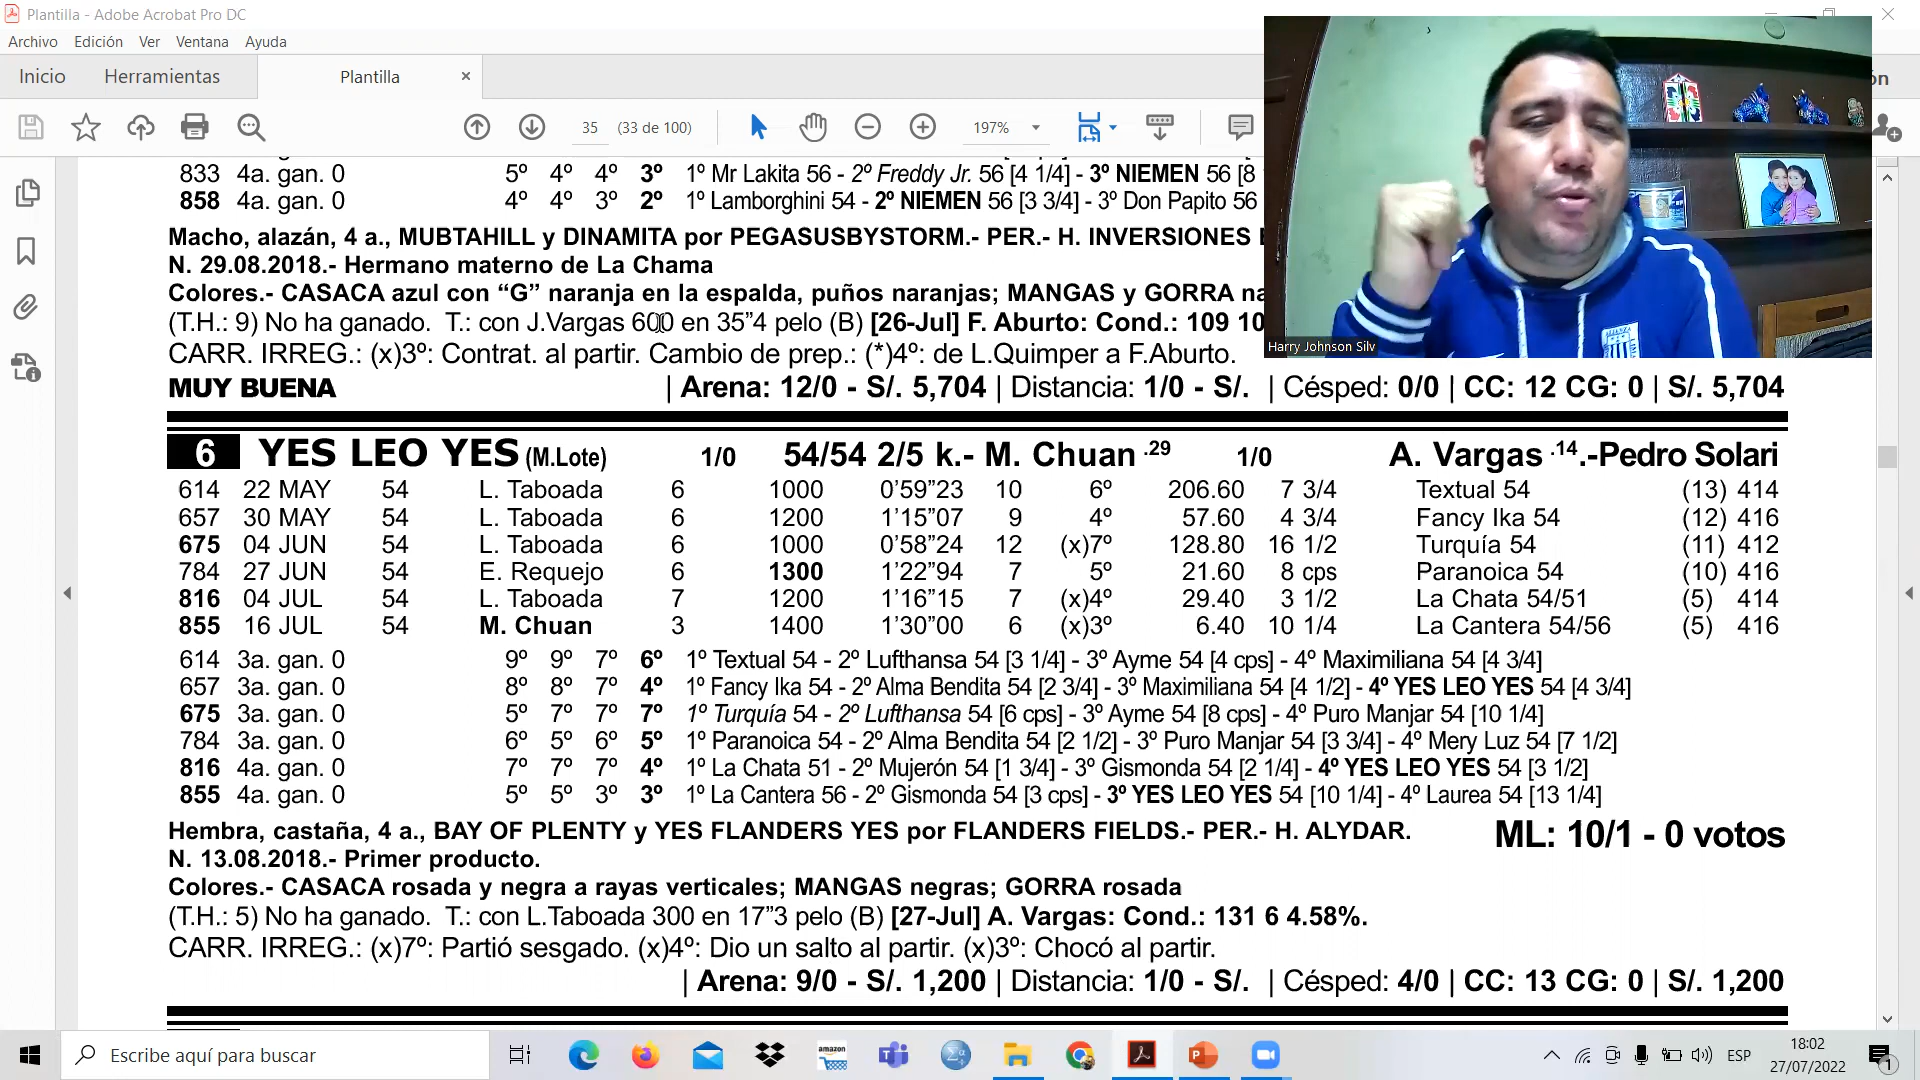 Plantilla - Adobe Acrobat Pro DC
Archivo Edición Ver Ventana Ayuda
Inicio Herramientas Plantilla × ón
35 (33 de 100) 197%
833 4a. gan. 0 5º 4º 4º 3º 1º Mr Lakita 56 - 2º Freddy Jr. 56 [4 1/4] - 3º NIEMEN 56 [8
858 4a. gan. 0 4º 4º 3º 2º 1º Lamborghini 54 - 2º NIEMEN 56 [3 3/4] - 3º Don Papito 56
Macho, alazán, 4 a., MUBTAHILL y DINAMITA por PEGASUSBYSTORM.- PER.- H. INVERSIONES
N. 29.08.2018.- Hermano materno de La Chama
Colores.- CASACA azul con “G” naranja en la espalda, puños naranjas; MANGAS y GORRA na
(T.H.: 9) No ha ganado. T.: con J.Vargas 600 en 35”4 pelo (B) [26-Jul] F. Aburto: Cond.: 109 10
CARR. IRREG.: (x)3º: Contrat. al partir. Cambio de prep.: (*)4º: de L.Quimper a F.Aburto.
MUY BUENA | Arena: 12/0 - S/. 5,704 | Distancia: 1/0 - S/. | Césped: 0/0 | CC: 12 CG: 0 | S/. 5,704
Harry Johnson Silv
6 YES LEO YES (M.Lote) 1/0 54/54 2/5 k.- M. Chuan .29 1/0 A. Vargas .14.-Pedro Solari
614 22 MAY 54 L. Taboada 6 1000 0’59”23 10 6º 206.60 7 3/4 Textual 54 (13) 414
657 30 MAY 54 L. Taboada 6 1200 1’15”07 9 4º 57.60 4 3/4 Fancy Ika 54 (12) 416
675 04 JUN 54 L. Taboada 6 1000 0’58”24 12 (x)7º 128.80 16 1/2 Turquía 54 (11) 412
784 27 JUN 54 E. Requejo 6 1300 1’22”94 7 5º 21.60 8 cps Paranoica 54 (10) 416
816 04 JUL 54 L. Taboada 7 1200 1’16”15 7 (x)4º 29.40 3 1/2 La Chata 54/51 (5) 414
855 16 JUL 54 M. Chuan 3 1400 1’30”00 6 (x)3º 6.40 10 1/4 La Cantera 54/56 (5) 416
614 3a. gan. 0 9º 9º 7º 6º 1º Textual 54 - 2º Lufthansa 54 [3 1/4] - 3º Ayme 54 [4 cps] - 4º Maximiliana 54 [4 3/4]
657 3a. gan. 0 8º 8º 7º 4º 1º Fancy Ika 54 - 2º Alma Bendita 54 [2 3/4] - 3º Maximiliana 54 [4 1/2] - 4º YES LEO YES 54 [4 3/4]
675 3a. gan. 0 5º 7º 7º 7º 1º Turquía 54 - 2º Lufthansa 54 [6 cps] - 3º Ayme 54 [8 cps] - 4º Puro Manjar 54 [10 1/4]
784 3a. gan. 0 6º 5º 6º 5º 1º Paranoica 54 - 2º Alma Bendita 54 [2 1/2] - 3º Puro Manjar 54 [3 3/4] - 4º Mery Luz 54 [7 1/2]
816 4a. gan. 0 7º 7º 7º 4º 1º La Chata 51 - 2º Mujerón 54 [1 3/4] - 3º Gismonda 54 [2 1/4] - 4º YES LEO YES 54 [3 1/2]
855 4a. gan. 0 5º 5º 3º 3º 1º La Cantera 56 - 2º Gismonda 54 [3 cps] - 3º YES LEO YES 54 [10 1/4] - 4º Laurea 54 [13 1/4]
Hembra, castaña, 4 a., BAY OF PLENTY y YES FLANDERS YES por FLANDERS FIELDS.- PER.- H. ALYDAR. ML: 10/1 - 0 votos
N. 13.08.2018.- Primer producto.
Colores.- CASACA rosada y negra a rayas verticales; MANGAS negras; GORRA rosada
(T.H.: 5) No ha ganado. T.: con L.Taboada 300 en 17”3 pelo (B) [27-Jul] A. Vargas: Cond.: 131 6 4.58%.
CARR. IRREG.: (x)7º: Partió sesgado. (x)4º: Dio un salto al partir. (x)3º: Chocó al partir.
| Arena: 9/0 - S/. 1,200 | Distancia: 1/0 - S/. | Césped: 4/0 | CC: 13 CG: 0 | S/. 1,200
Escribe aquí para buscar amazon ESP 18:02
27/07/2022 1